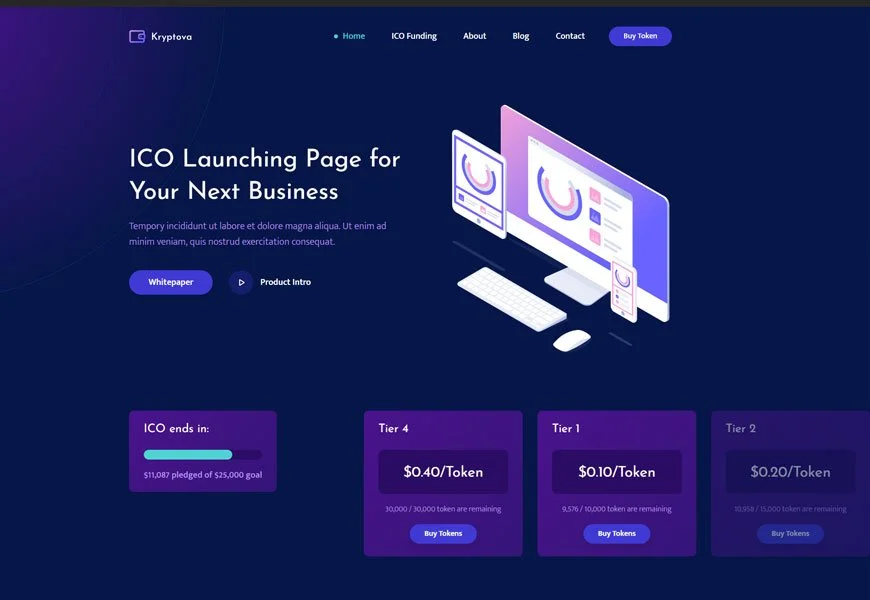 Kryptova
Home
ICO Funding
About
Blog
Contact
Buy Token
ICO Launching Page for
Your Next Business
Tempory incididunt ut labore et dolore magna aliqua. Ut enim ad
minim veniam, quis nostrud exercitation consequat.
Whitepaper
Product Intro
ICO ends in:
$11,087 pledged of $25,000 goal
Tier 4
$0.40/Token
30,000 / 30,000 token are remaining
Buy Tokens
Tier 1
$0.10/Token
9,576 / 10,000 token are remaining
Buy Tokens
Tier 2
$0.20/Token
10,958 / 15,000 token are remaining
Buy Tokens